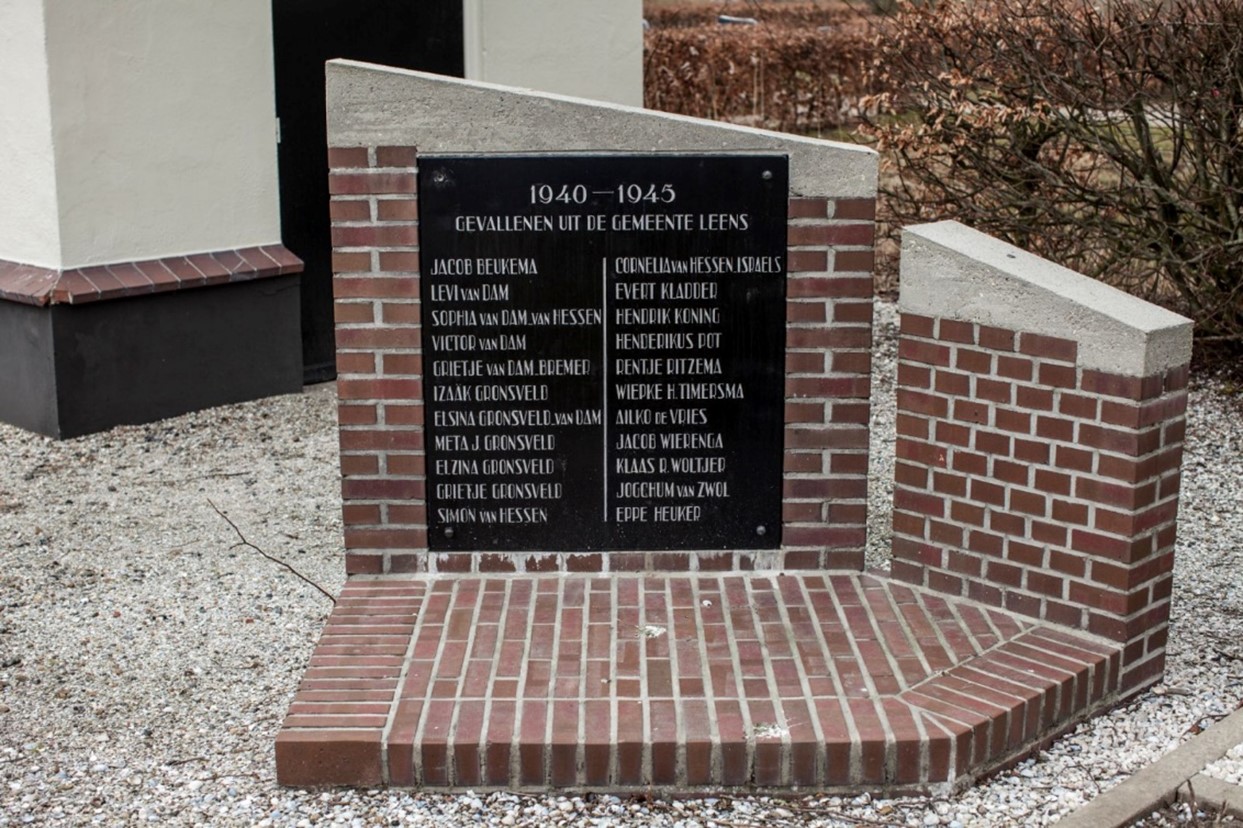 1940—1945
GEVALLENEN UIT DE GEMEENTE LEENS
JACOB BEUKEMA
LEVI VAN DAM
SOPHIA VAN DAM-VAN HESSEN
VICTOR VAN DAM
GRIETJE VAN DAM-BREMER
IZAÄK GRONSVELD
ELSINA GRONSVELD-VAN DAM
META J. GRONSVELD
ELZINA GRONSVELD
GRIETJE GRONSVELD
SIMON VAN HESSEN
CORNELIA VAN HESSEN-ISRAELS
EVERT KLADDER
HENDRIK KONING
HENDERIKUS POT
RENTJE RITZEMA
WIEPKE H. TIMERSMA
AILKO DE VRIES
JACOB WIERENGA
KLAAS R. WOLTJER
JOGCHUM VAN ZWOL
EPPE HEUKER